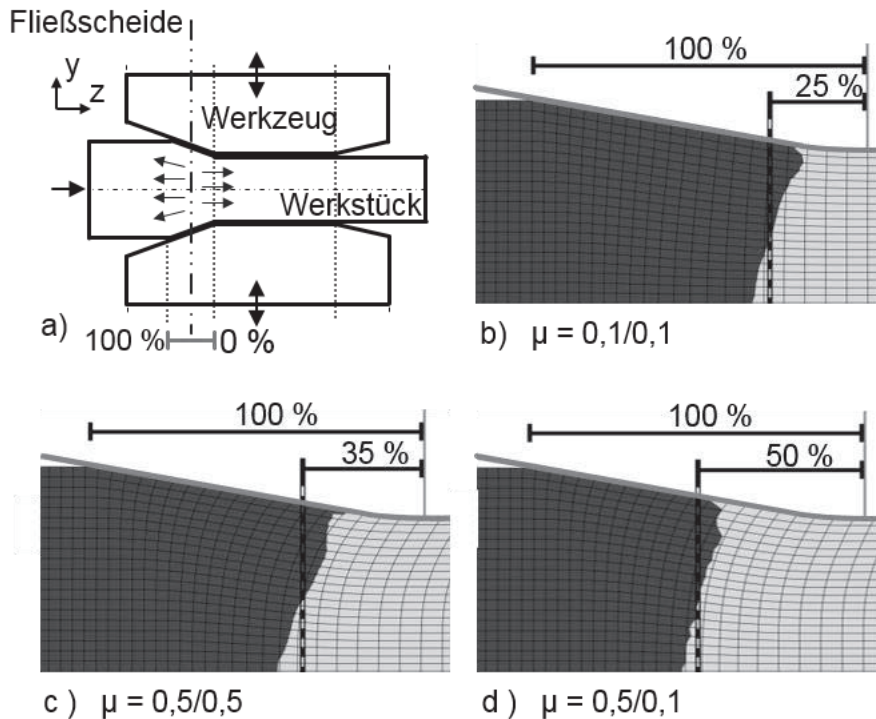 Fließscheide
y
z
Werkzeug
Werkstück
a)
100 %
0 %
100 %
25 %
b) μ = 0,1/0,1
100 %
35 %
c ) μ = 0,5/0,5
100 %
50 %
d ) μ = 0,5/0,1